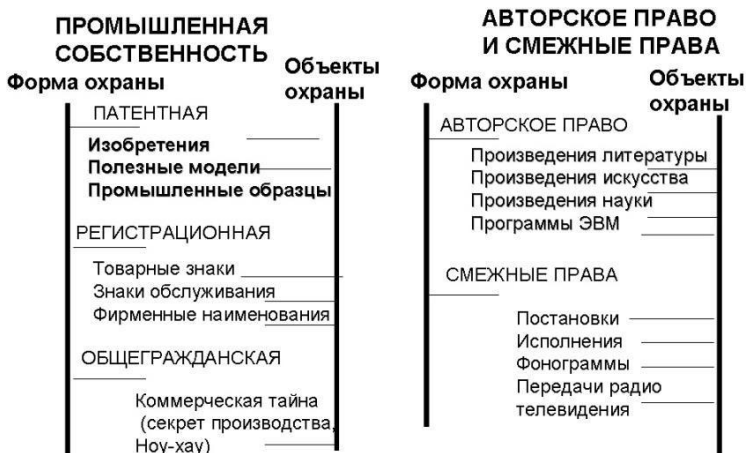 ПРОМЫШЛЕННАЯ
СОБСТВЕННОСТЬ
Форма охраны
Объекты
охраны
ПАТЕНТНАЯ
Изобретения
Полезные модели
Промышленные образцы
РЕГИСТРАЦИОННАЯ
Товарные знаки
Знаки обслуживания
Фирменные наименования
ОБЩЕГРАЖДАНСКАЯ
Коммерческая тайна
(секрет производства,
Ноу-хау)
АВТОРСКОЕ ПРАВО
И СМЕЖНЫЕ ПРАВА
Форма охраны
Объекты
охраны
АВТОРСКОЕ ПРАВО
Произведения литературы
Произведения искусства
Произведения науки
Программы ЭВМ
СМЕЖНЫЕ ПРАВА
Постановки
Исполнения
Фонограммы
Передачи радио
телевидения